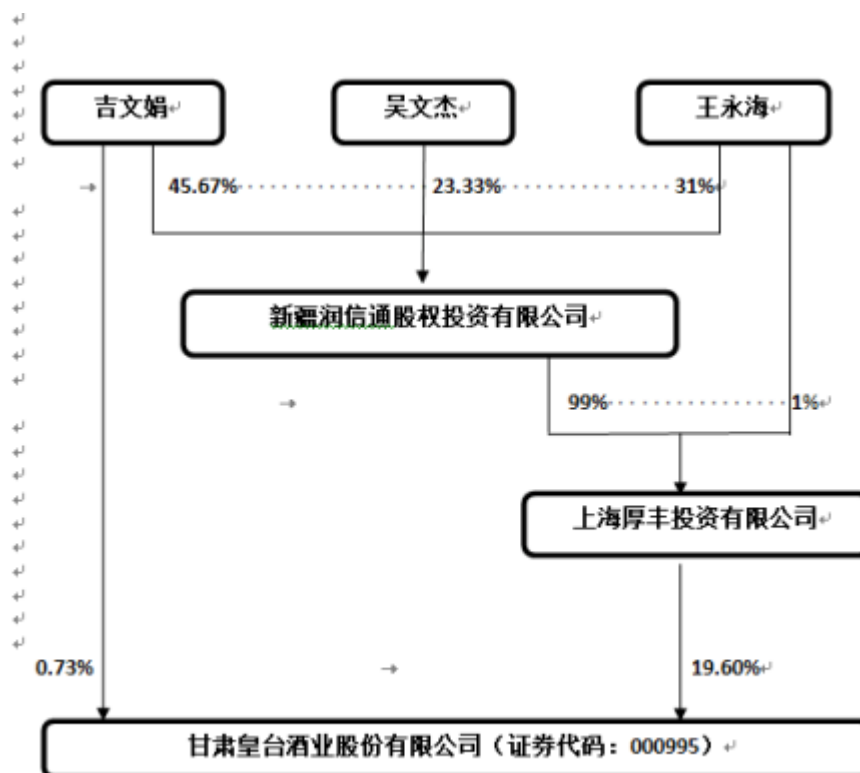 吉文娟 吴文杰 王永海
45.67% 23.33% 31%
新疆润信通股权投资有限公司
99% 1%
上海厚丰投资有限公司
0.73% 19.60%
甘肃皇台酒业股份有限公司（证券代码：000995）